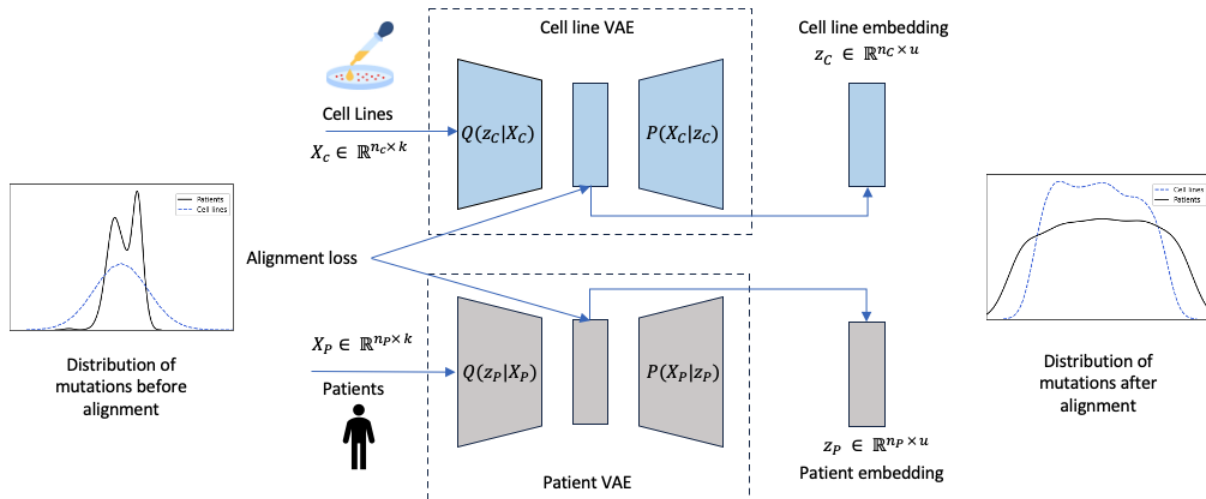 Cell line VAE
Cell line embedding
z_C ∈ ℝ^{n_C × u}
Cell Lines
X_c ∈ ℝ^{n_c × k}
Q(z_C|X_C)
P(X_C|z_C)
Patients
Cell lines
Distribution of
mutations before
alignment
Alignment loss
Cell lines
Patients
Distribution of
mutations after
alignment
X_P ∈ ℝ^{n_P × k}
Patients
Q(z_P|X_P)
P(X_P|z_P)
Patient VAE
z_P ∈ ℝ^{n_P × u}
Patient embedding